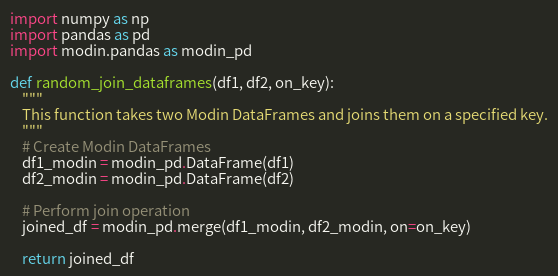 import numpy as np
import pandas as pd
import modin.pandas as modin_pd

def random_join_dataframes(df1, df2, on_key):
    """
    This function takes two Modin DataFrames and joins them on a specified key.
    """
    # Create Modin DataFrames
    df1_modin = modin_pd.DataFrame(df1)
    df2_modin = modin_pd.DataFrame(df2)

    # Perform join operation
    joined_df = modin_pd.merge(df1_modin, df2_modin, on=on_key)

    return joined_df